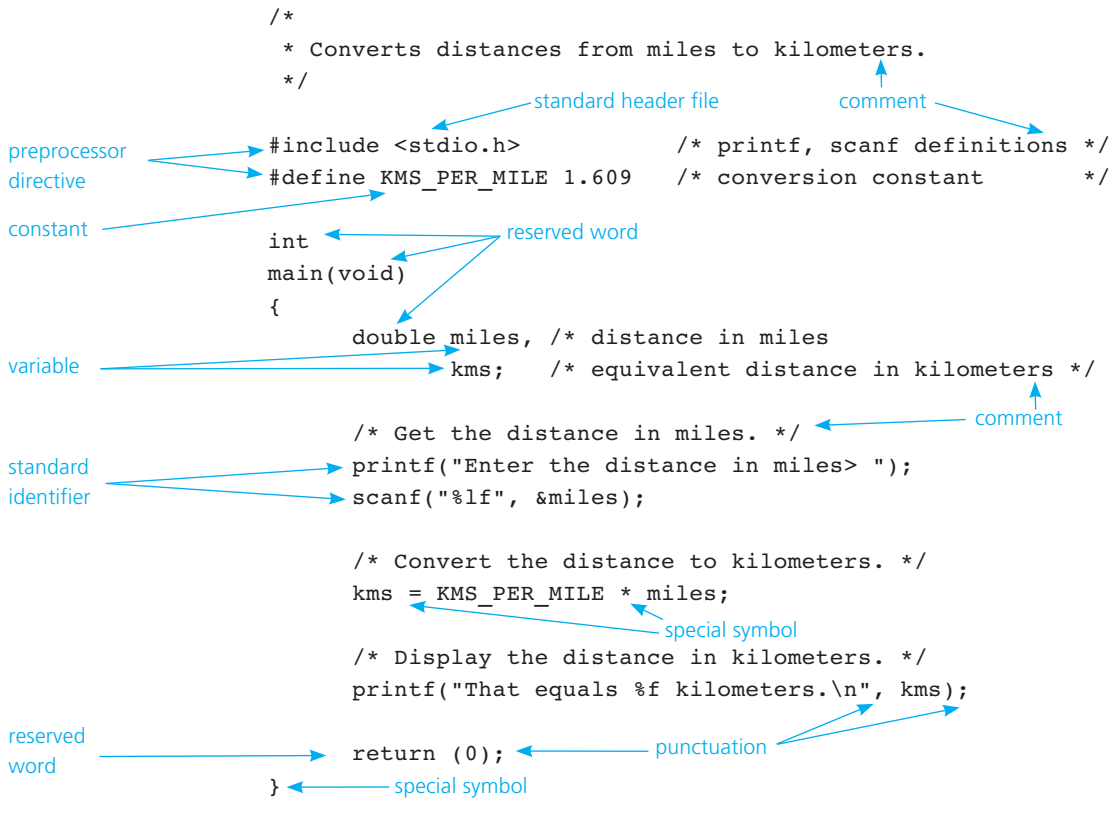 /*
 * Converts distances from miles to kilometers.
 */
standard header file comment
preprocessor directive
#include <stdio.h> /* printf, scanf definitions */
#define KMS_PER_MILE 1.609 /* conversion constant */
constant
reserved word
int
main(void)
{
double miles, /* distance in miles
variable
kms; /* equivalent distance in kilometers */
comment
/* Get the distance in miles. */
standard identifier
printf("Enter the distance in miles> ");
scanf("%lf", &miles);
/* Convert the distance to kilometers. */
kms = KMS_PER_MILE * miles;
special symbol
/* Display the distance in kilometers. */
printf("That equals %f kilometers.\n", kms);
reserved word
return (0);
punctuation
}
special symbol